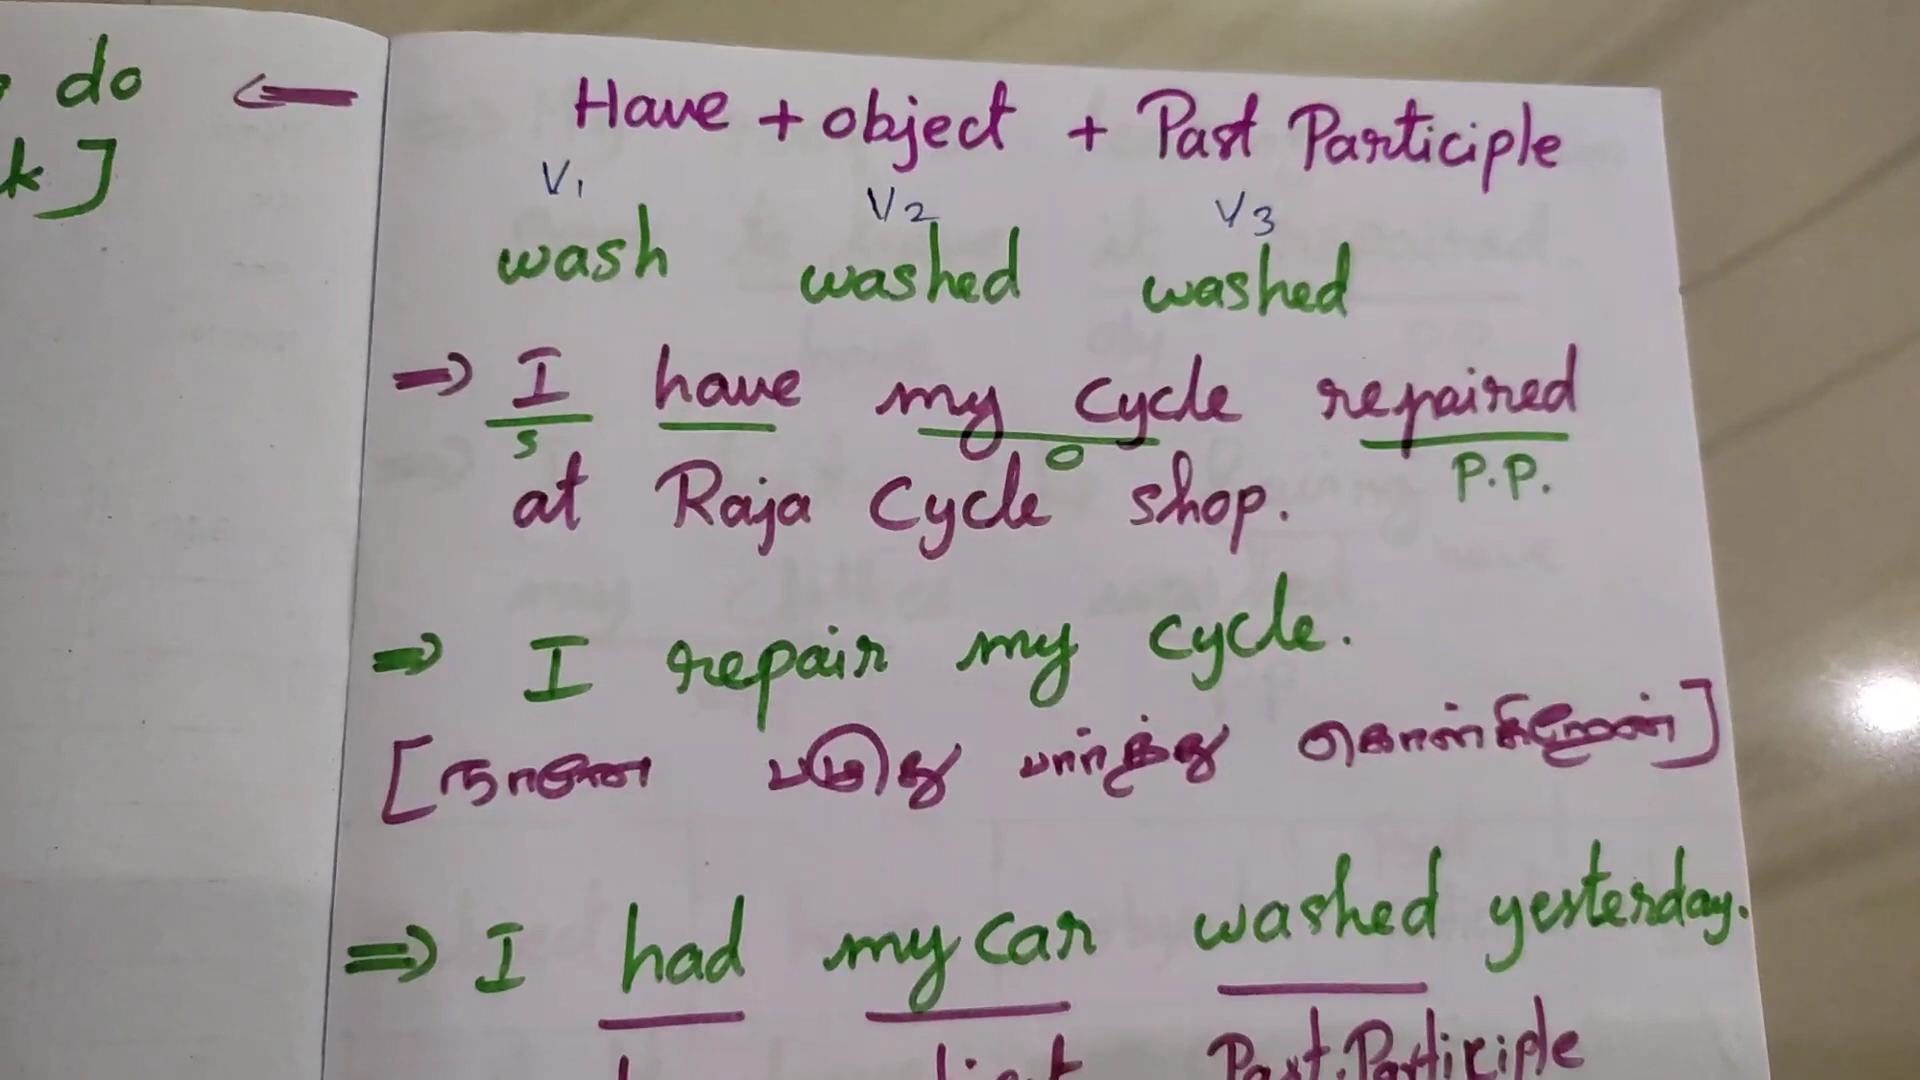 do ←
k]
Have + object + Past Participle
V1 V2 V3
wash washed washed
⇒ I have my cycle repaired
S O P.P.
at Raja Cycle shop.
⇒ I repair my cycle.
[நானே பழுது பார்த்து கொள்கிறேன்]
⇒ I had my car washed yesterday.
Past.Participle